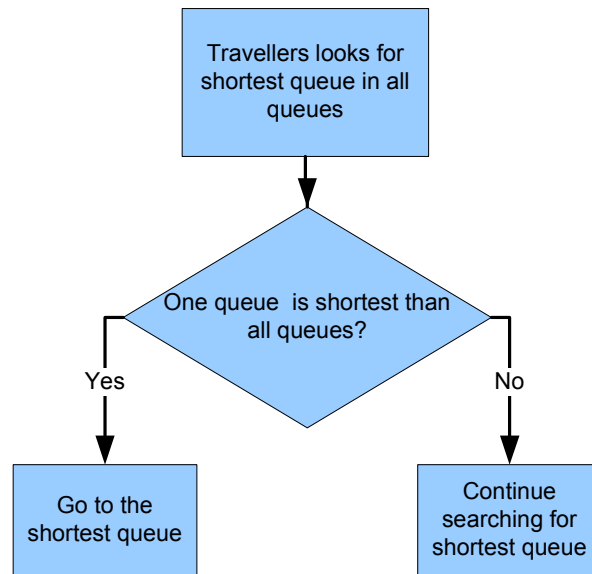 Travellers looks for
shortest queue in all
queues
One queue is shortest than
all queues?
Yes
No
Go to the
shortest queue
Continue
searching for
shortest queue